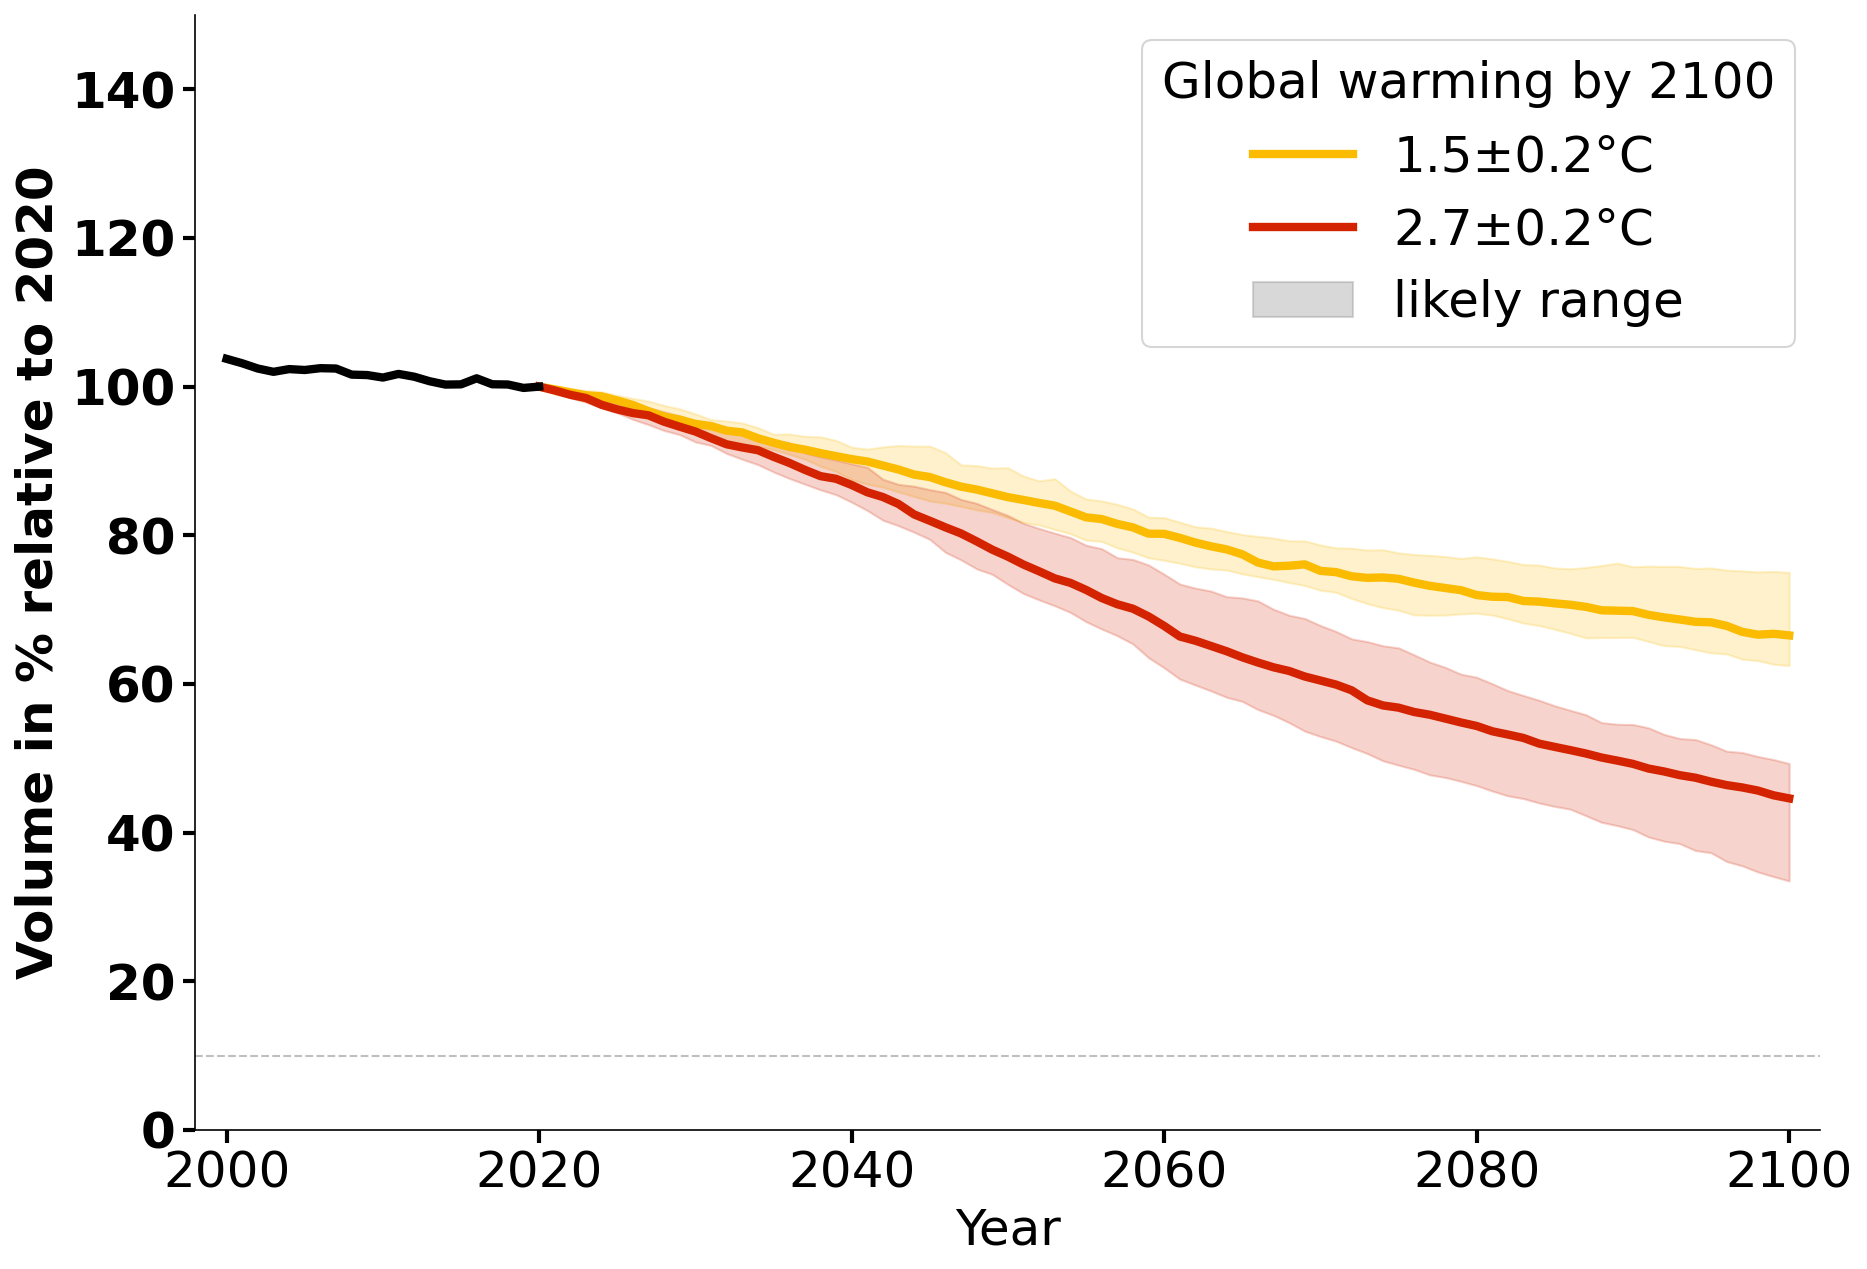 Volume in % relative to 2020
140
120
100
80
60
40
20
0
Global warming by 2100
1.5±0.2°C
2.7±0.2°C
likely range
2000 2020 2040 2060 2080 2100
Year